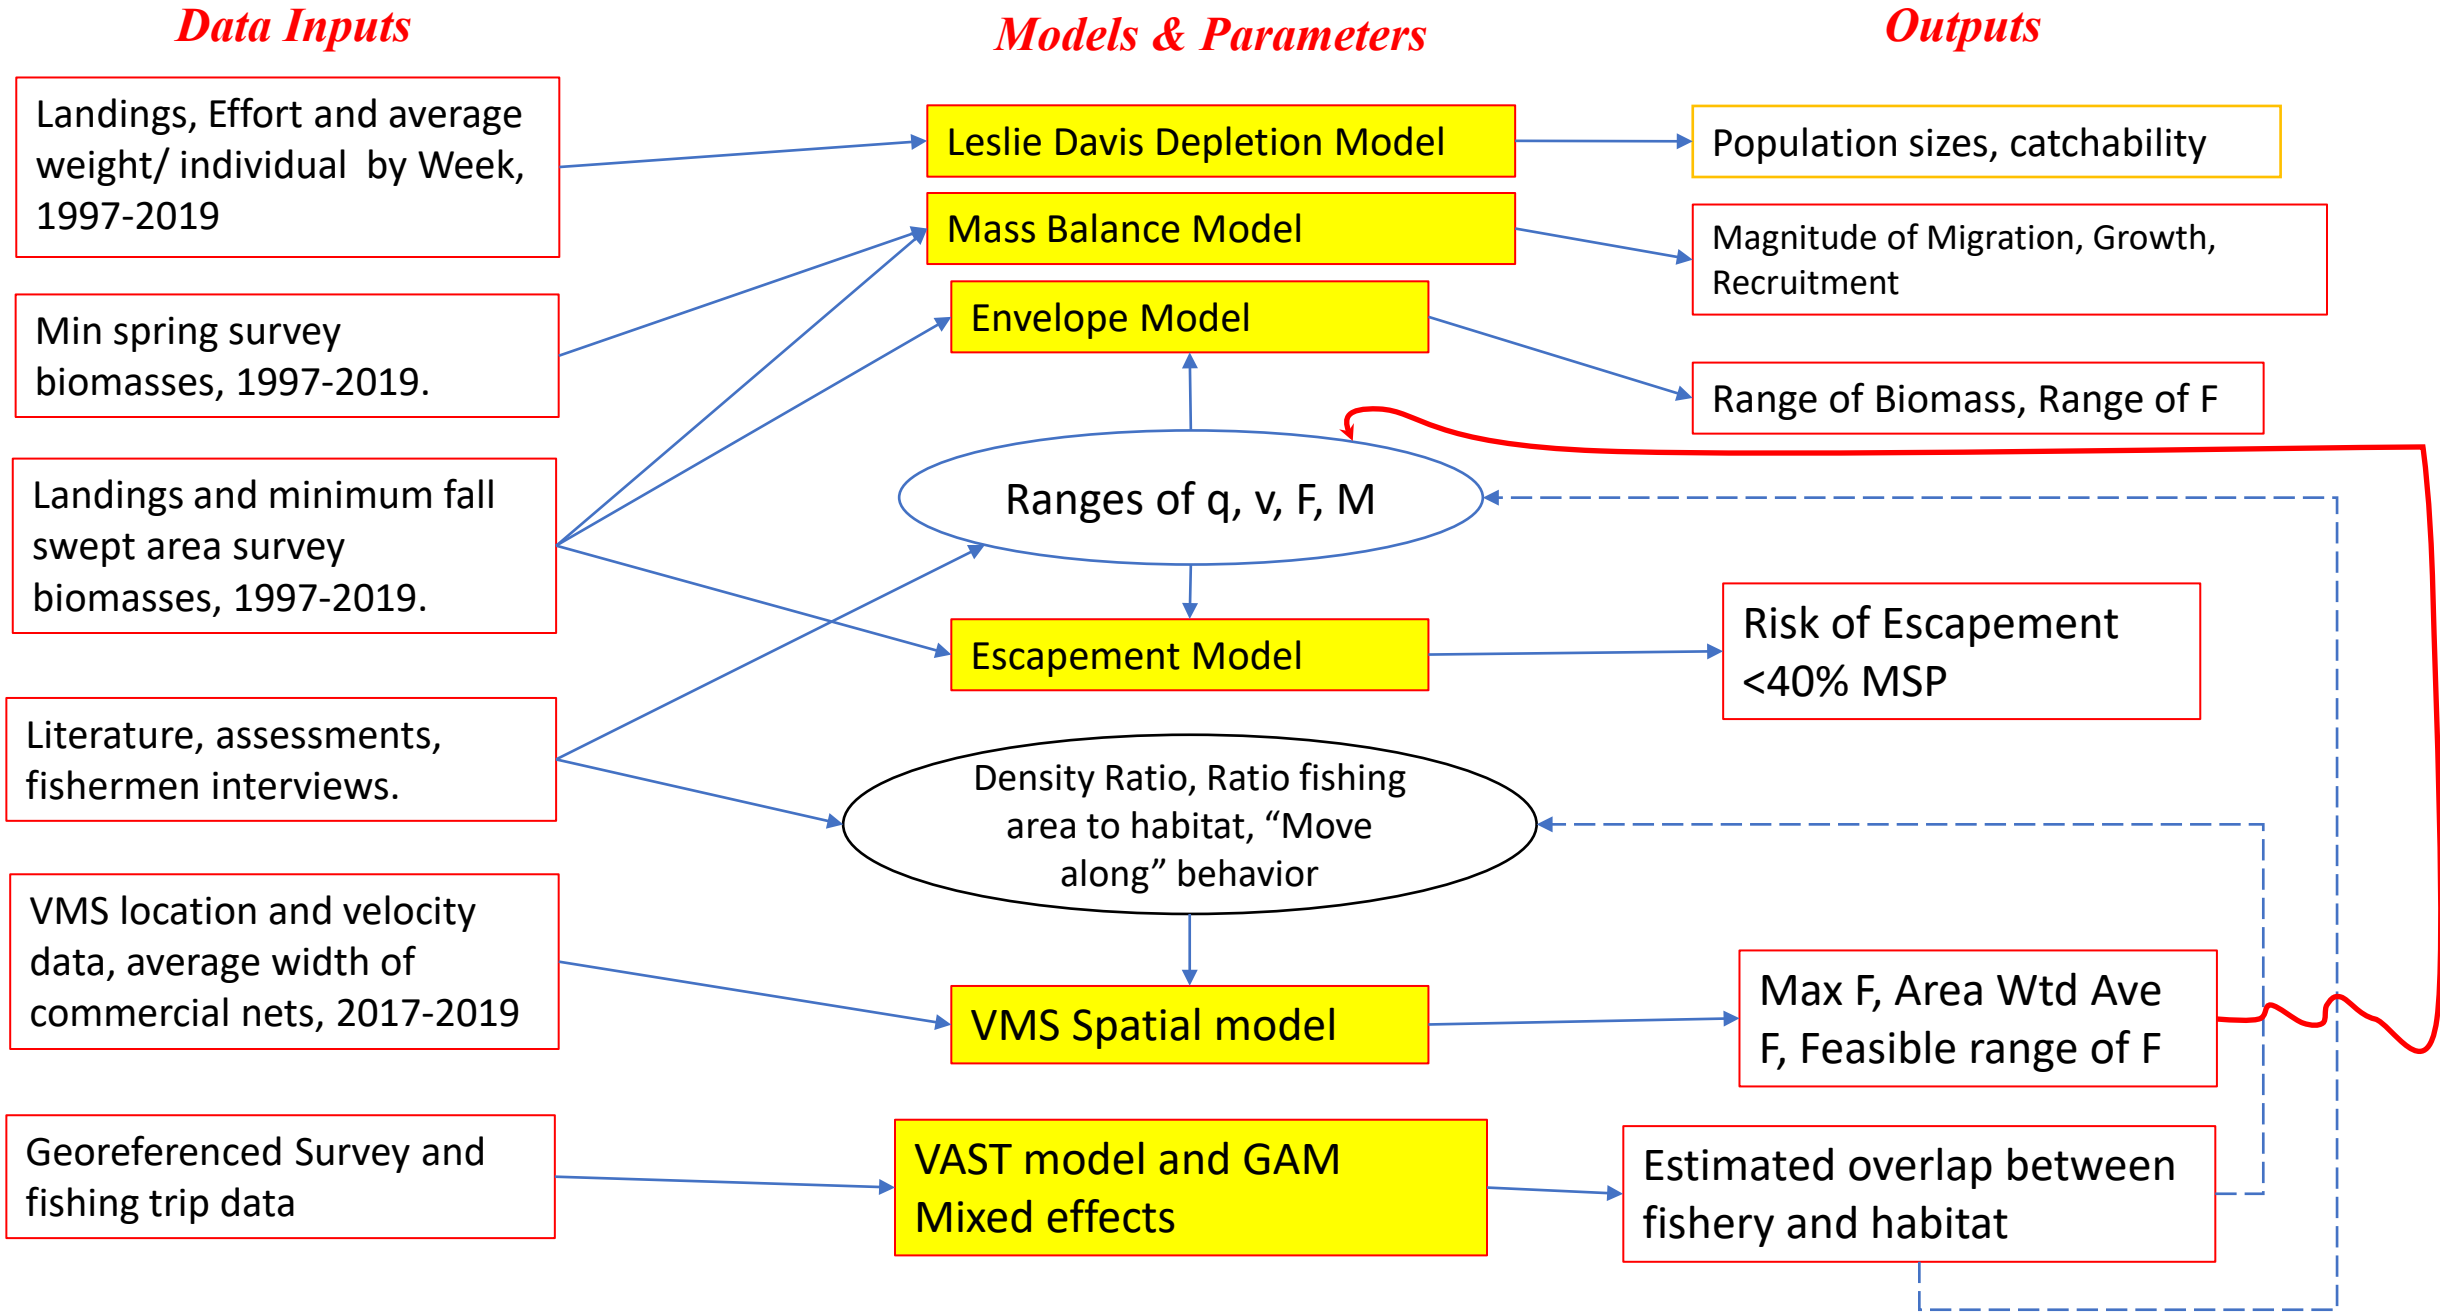 Data Inputs
Models & Parameters
Outputs
Landings, Effort and average
weight/ individual  by Week,
1997-2019
Min spring survey
biomasses, 1997-2019.
Landings and minimum fall
swept area survey
biomasses, 1997-2019.
Literature, assessments,
fishermen interviews.
VMS location and velocity
data, average width of
commercial nets, 2017-2019
Georeferenced Survey and
fishing trip data
Leslie Davis Depletion Model
Mass Balance Model
Envelope Model
Ranges of q, v, F, M
Escapement Model
Density Ratio, Ratio fishing
area to habitat, “Move
along” behavior
VMS Spatial model
VAST model and GAM
Mixed effects
Population sizes, catchability
Magnitude of Migration, Growth,
Recruitment
Range of Biomass, Range of F
Risk of Escapement
<40% MSP
Max F, Area Wtd Ave
F, Feasible range of F
Estimated overlap between
fishery and habitat